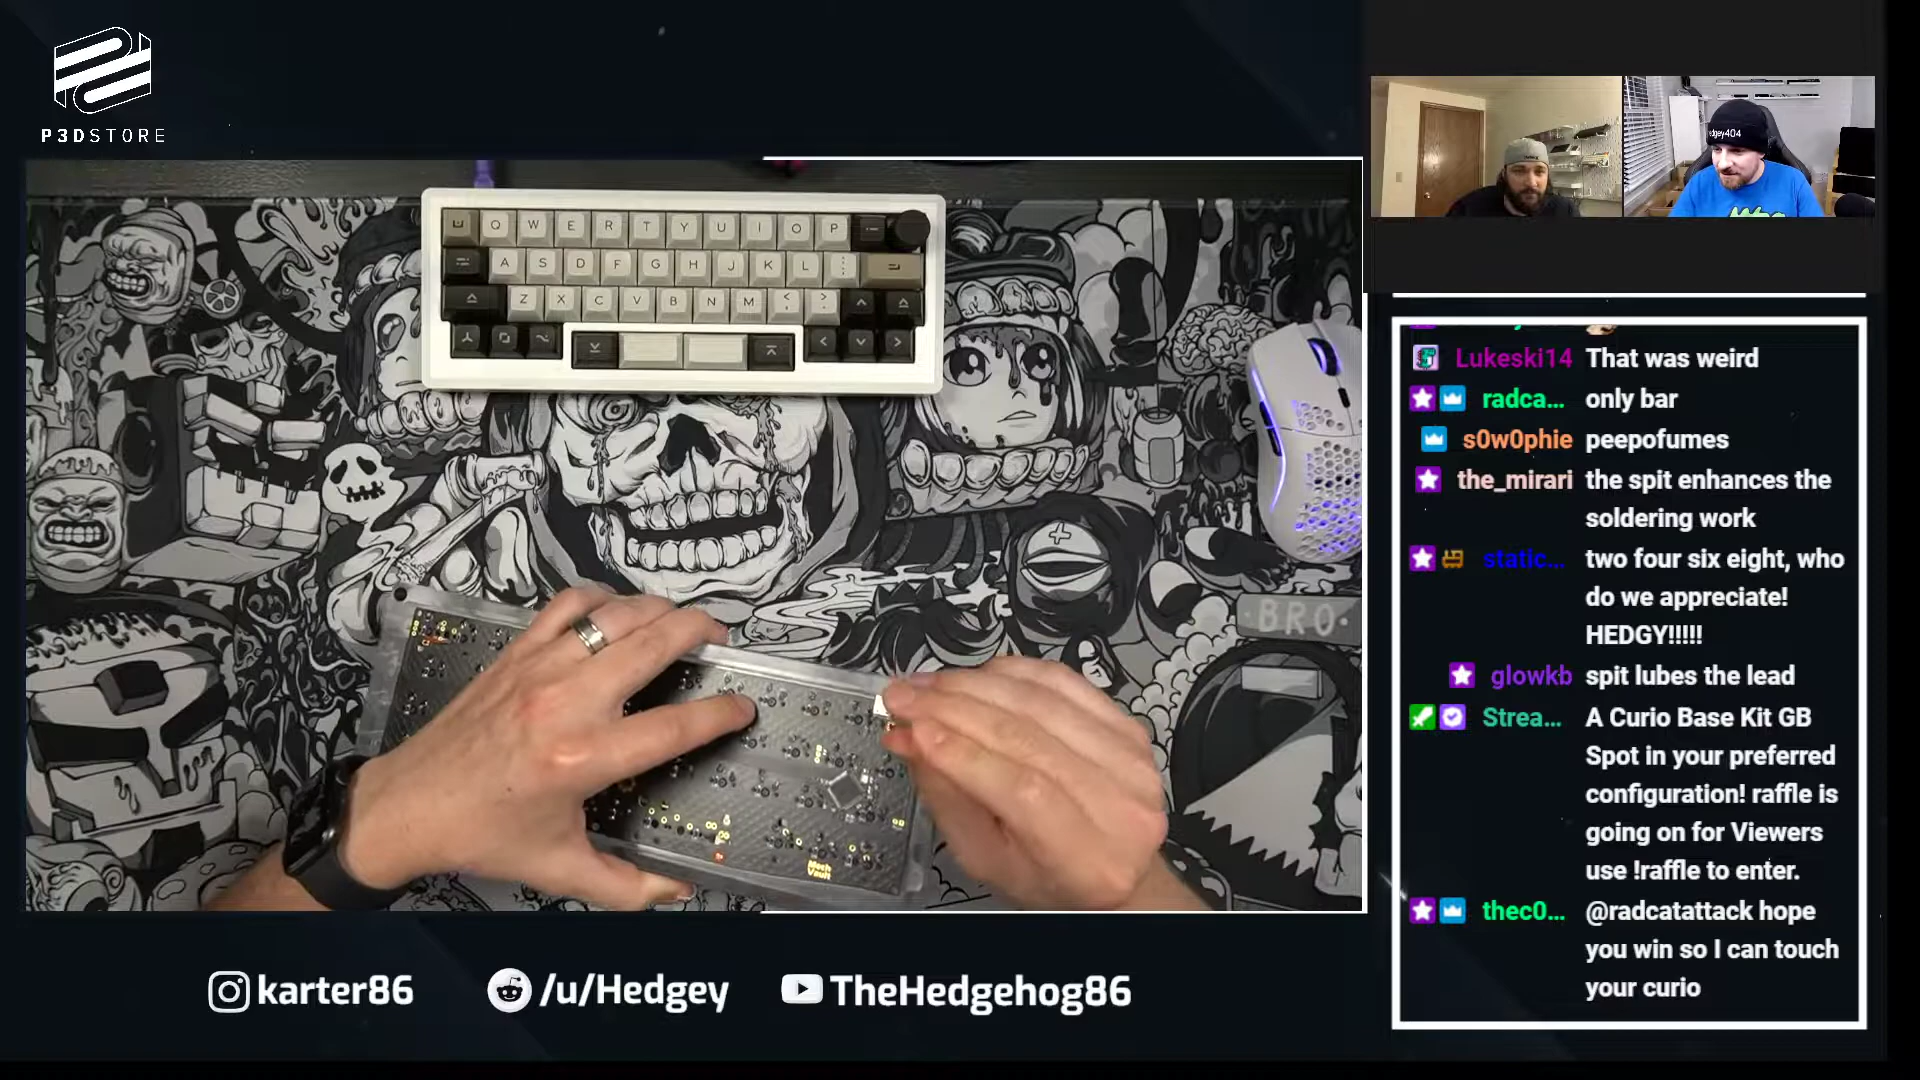 P3DSTORE
edgey404
Q W E R T Y U I O P
A S D F G H J K L
Z X C V B N M
BRO
Mech
Vault
Lukeski14 That was weird
radca... only bar
s0w0phie peepofumes
the_mirari the spit enhances the
soldering work
static... two four six eight, who
do we appreciate!
HEDGY!!!!!
glowkb spit lubes the lead
Strea... A Curio Base Kit GB
Spot in your preferred
configuration! raffle is
going on for Viewers
use !raffle to enter.
thec0... @radcatattack hope
you win so I can touch
your curio
karter86
/u/Hedgey
TheHedgehog86